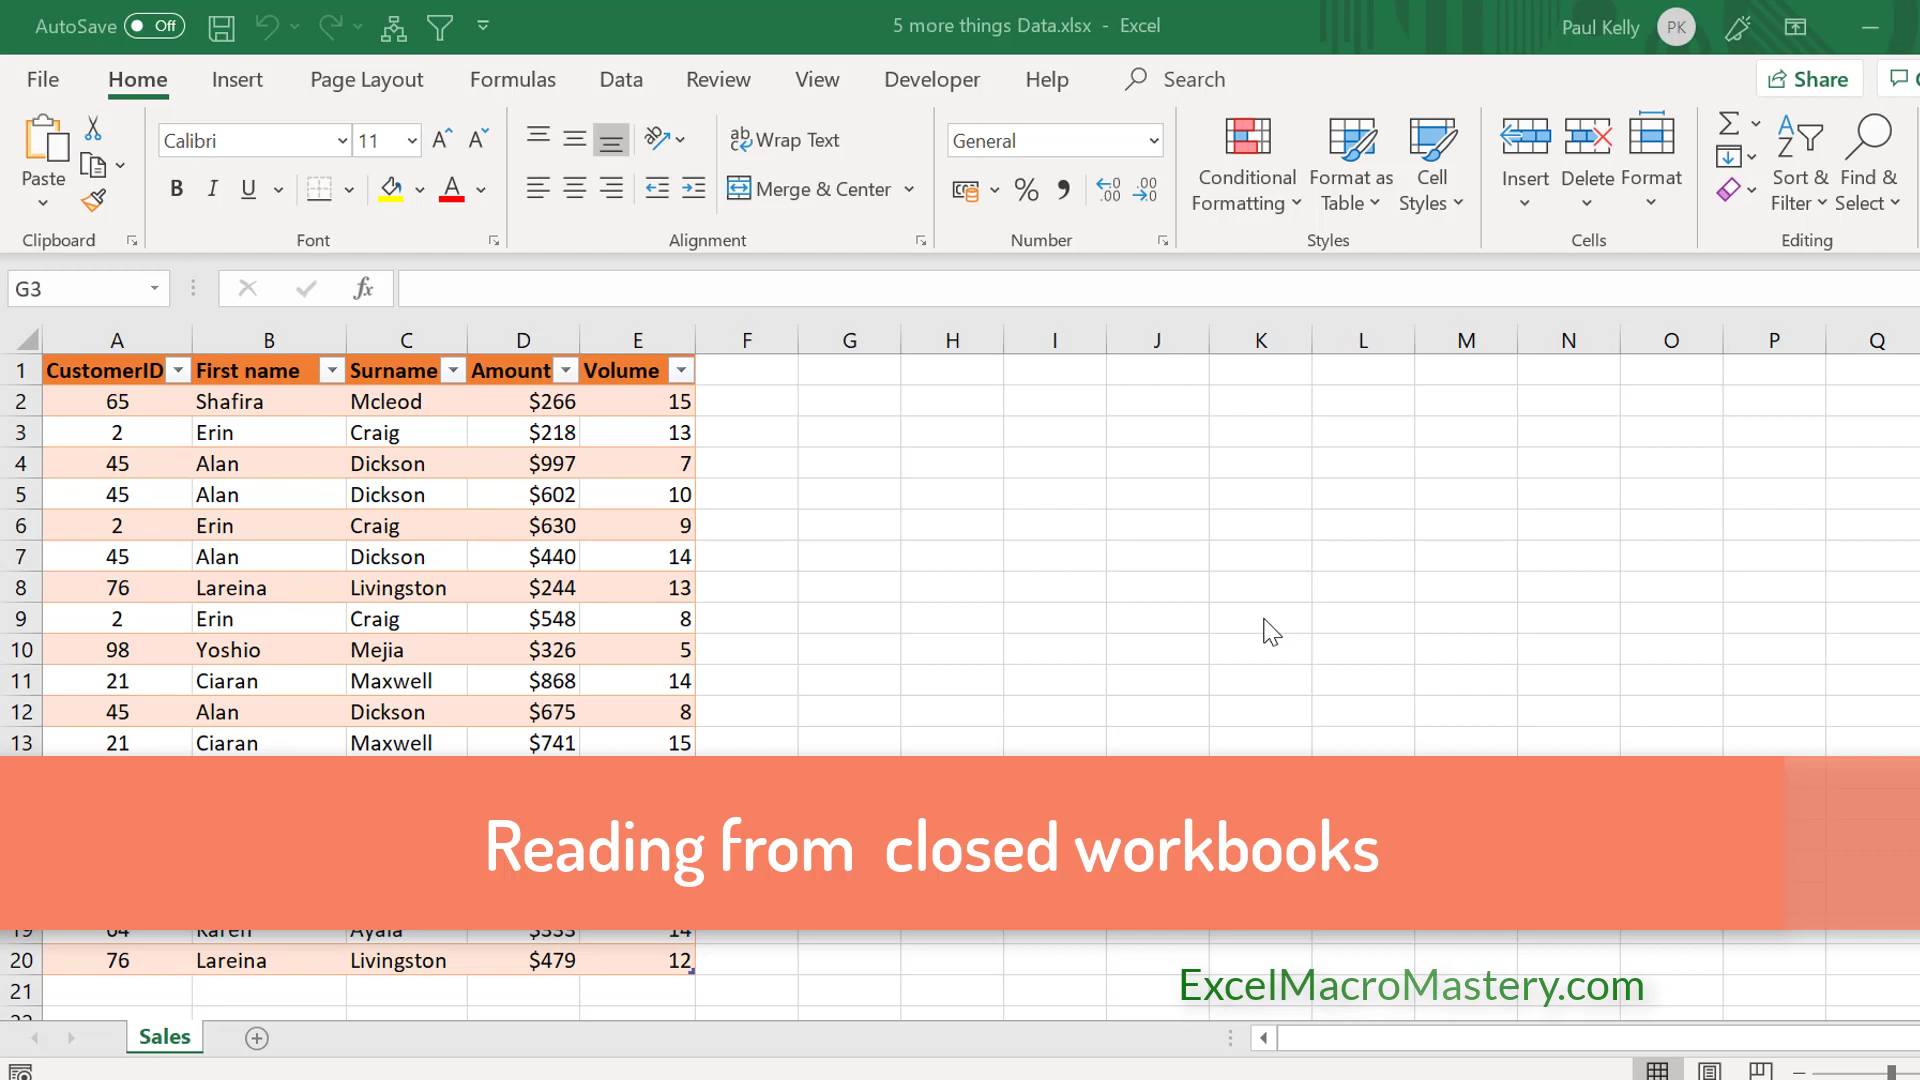 AutoSave Off 5 more things Data.xlsx - Excel Paul Kelly PK
File Home Insert Page Layout Formulas Data Review View Developer Help Search Share
Calibri 11 Wrap Text General
Paste B I U Merge & Center % Conditional Formatting Format as Table Cell Styles Insert Delete Format Sort & Filter Find & Select
Clipboard Font Alignment Number Styles Cells Editing
G3 fx
A B C D E F G H I J K L M N O P Q
1 CustomerID First name Surname Amount Volume
2 65 Shafira Mcleod $266 15
3 2 Erin Craig $218 13
4 45 Alan Dickson $997 7
5 45 Alan Dickson $602 10
6 2 Erin Craig $630 9
7 45 Alan Dickson $440 14
8 76 Lareina Livingston $244 13
9 2 Erin Craig $548 8
10 98 Yoshio Mejia $326 5
11 21 Ciaran Maxwell $868 14
12 45 Alan Dickson $675 8
13 21 Ciaran Maxwell $741 15
Reading from closed workbooks
19 64 Karen Ayala $333 14
20 76 Lareina Livingston $479 12
21
ExcelMacroMastery.com
Sales